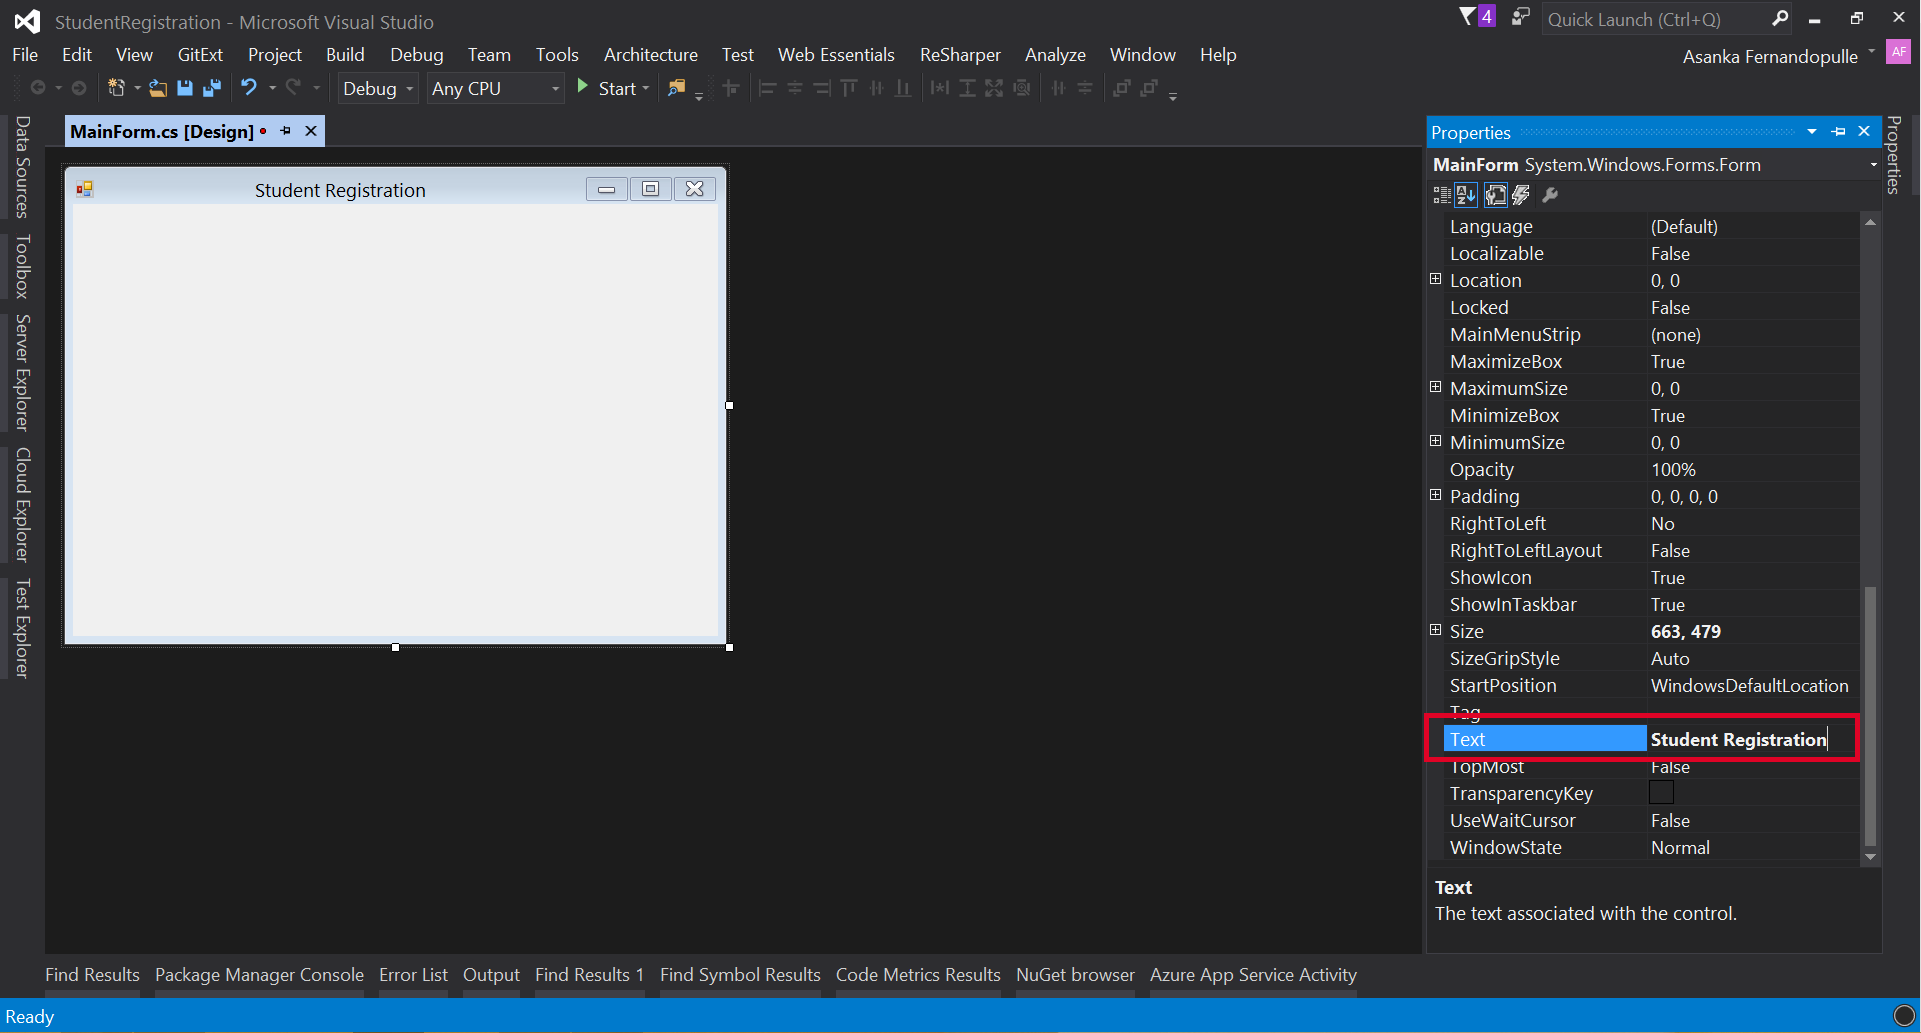 StudentRegistration - Microsoft Visual Studio
4
Quick Launch (Ctrl+Q)
File Edit View GitExt Project Build Debug Team Tools Architecture Test Web Essentials ReSharper Analyze Window Help
Asanka Fernandopulle AF
Debug Any CPU Start
Data Sources
Toolbox
Server Explorer
Cloud Explorer
Test Explorer
MainForm.cs [Design]
Student Registration
Properties
Properties
MainForm System.Windows.Forms.Form
Language (Default)
Localizable False
Location 0, 0
Locked False
MainMenuStrip (none)
MaximizeBox True
MaximumSize 0, 0
MinimizeBox True
MinimumSize 0, 0
Opacity 100%
Padding 0, 0, 0, 0
RightToLeft No
RightToLeftLayout False
ShowIcon True
ShowInTaskbar True
Size 663, 479
SizeGripStyle Auto
StartPosition WindowsDefaultLocation
Tag
Text Student Registration
TopMost False
TransparencyKey
UseWaitCursor False
WindowState Normal
Text
The text associated with the control.
Find Results Package Manager Console Error List Output Find Results 1 Find Symbol Results Code Metrics Results NuGet browser Azure App Service Activity
Ready